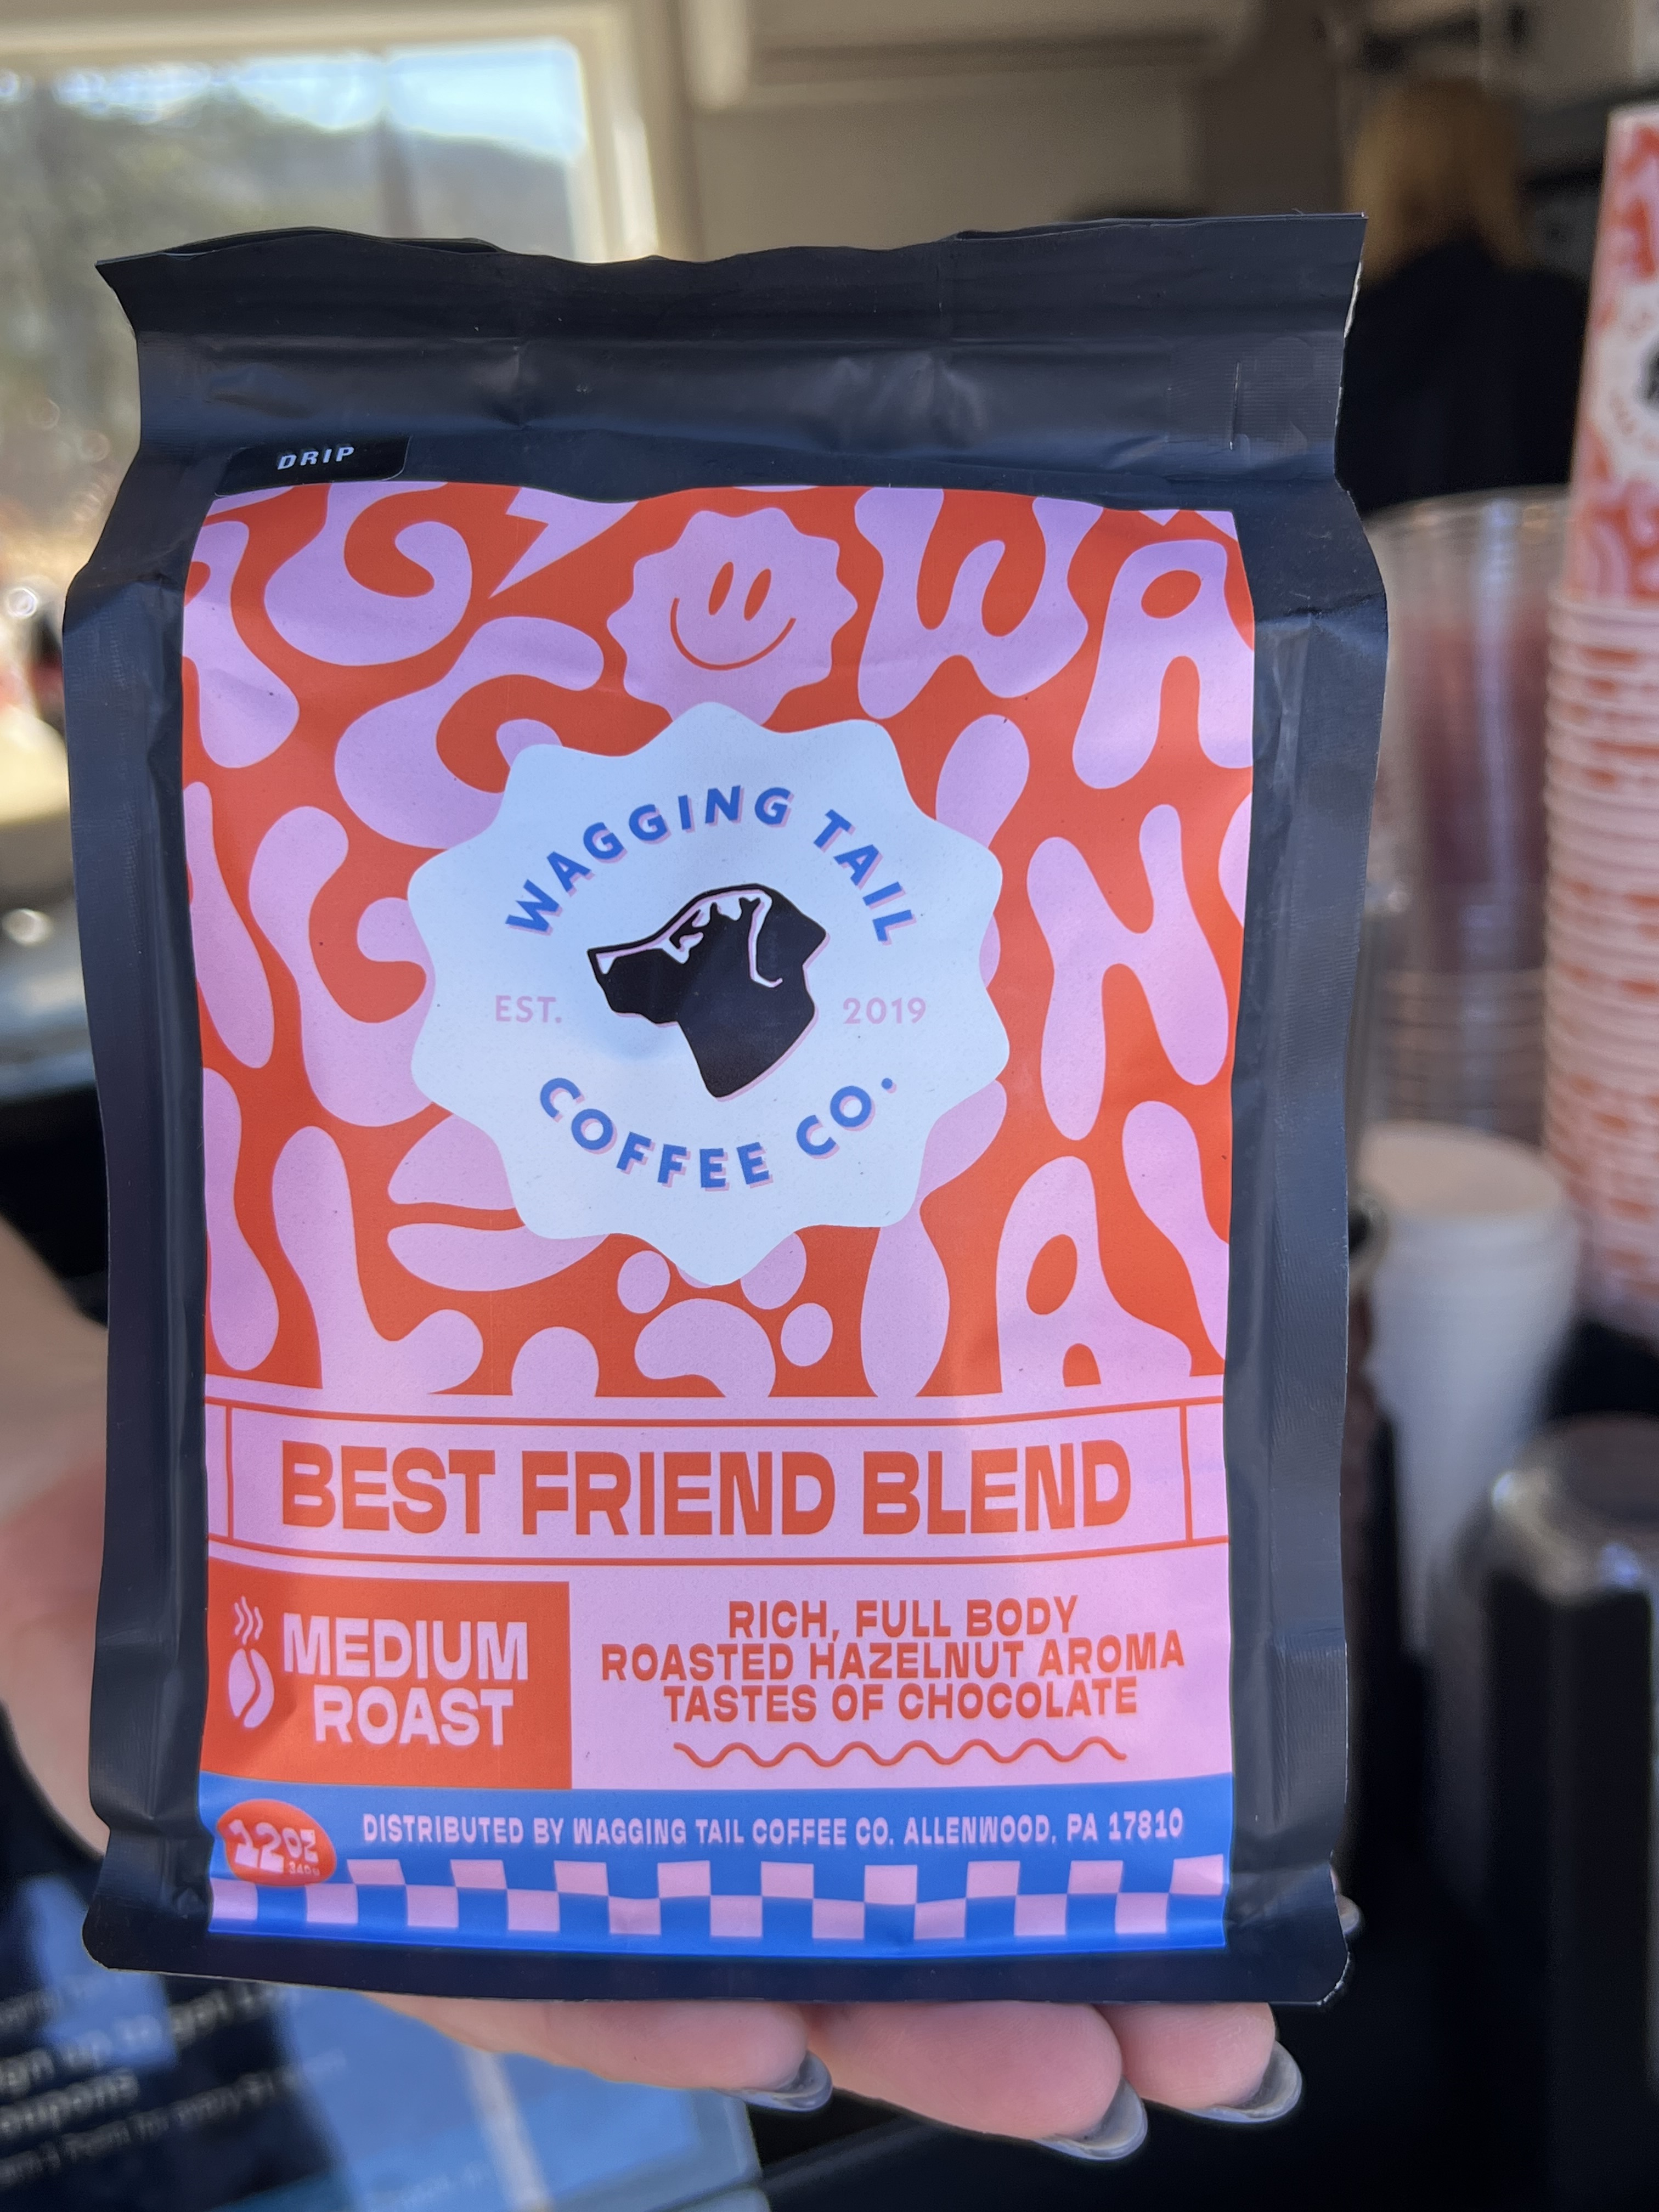 DRIP
WAGGING TAIL
EST. 2019
COFFEE CO.
BEST FRIEND BLEND
MEDIUM
ROAST
RICH, FULL BODY
ROASTED HAZELNUT AROMA
TASTES OF CHOCOLATE
12OZ
340g
DISTRIBUTED BY WAGGING TAIL COFFEE CO. ALLENWOOD, PA 17810